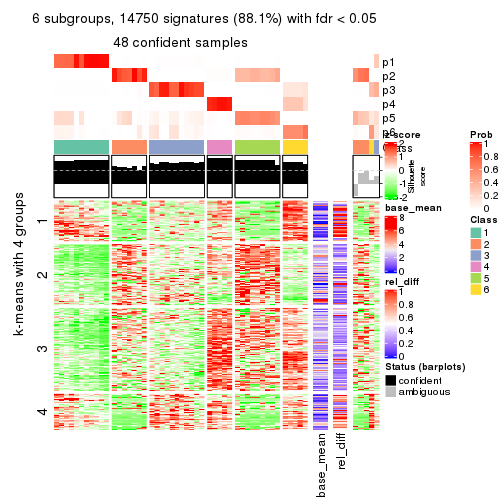 6 subgroups, 14750 signatures (88.1%) with fdr < 0.05
48 confident samples
p1
p2
p3
p4
p5
p6
Class
z-score
2
1
0
-1
-2
Silhouette
score
Prob
1
0.8
0.6
0.4
0.2
0
base_mean
8
6
4
2
0
Class
1
2
3
4
5
6
rel_diff
1
0.8
0.6
0.4
0.2
0
Status (barplots)
confident
ambiguous
k-means with 4 groups
1
2
3
4
base_mean
rel_diff